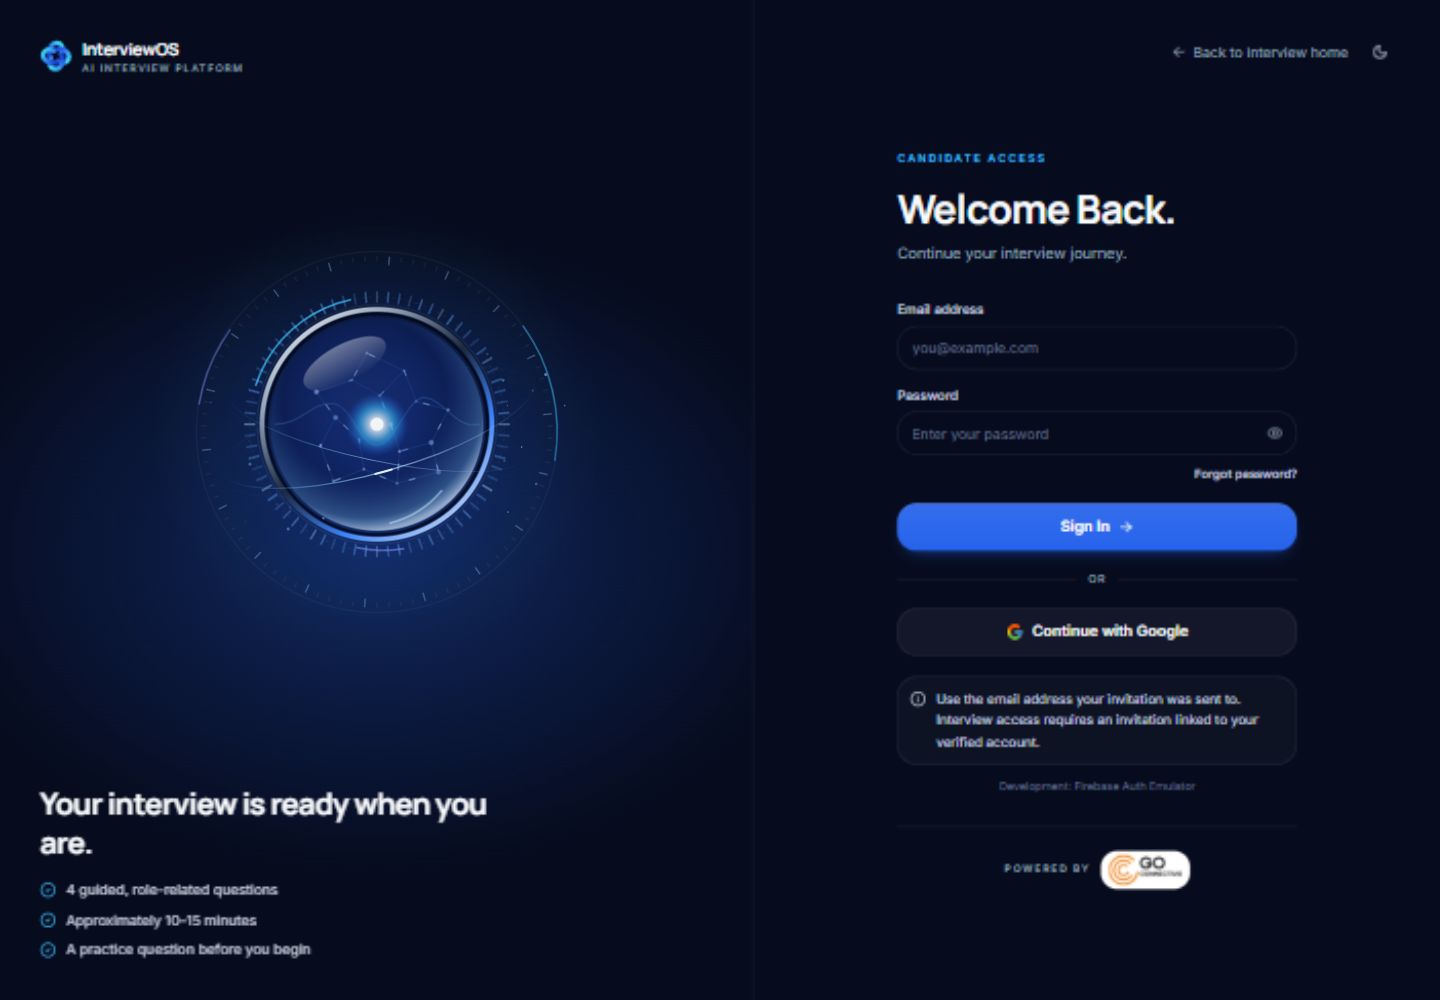 InterviewOS
AI INTERVIEW PLATFORM
Your interview is ready when you
are.
4 guided, role-related questions
Approximately 10–15 minutes
A practice question before you begin
← Back to interview home
CANDIDATE ACCESS
Welcome Back.
Continue your interview journey.
Email address
you@example.com
Password
Enter your password
Forgot password?
Sign In →
OR
Continue with Google
Use the email address your invitation was sent to.
Interview access requires an invitation linked to your
verified account.
Development: Firebase Auth Emulator
POWERED BY
GO